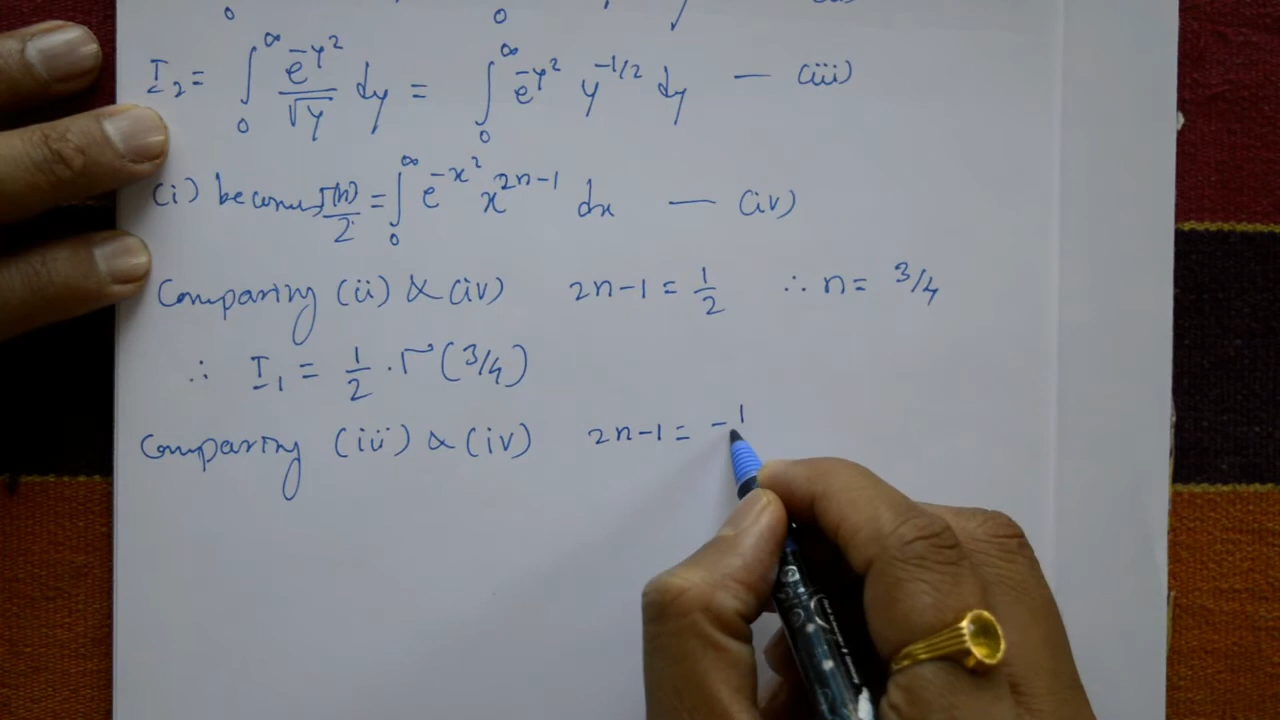 I₂ = ∫₀^∞ e^{-y²}/√y dy = ∫₀^∞ e^{-y²} y^{-1/2} dy — (iii)
(i) becomes Γ(n)/2 = ∫₀^∞ e^{-x²} x^{2n-1} dx — (iv)
Comparing (ii) & (iv) 2n-1 = 1/2 ∴ n = 3/4
∴ I₁ = 1/2 . Γ(3/4)
Comparing (iii) & (iv) 2n-1 = -1